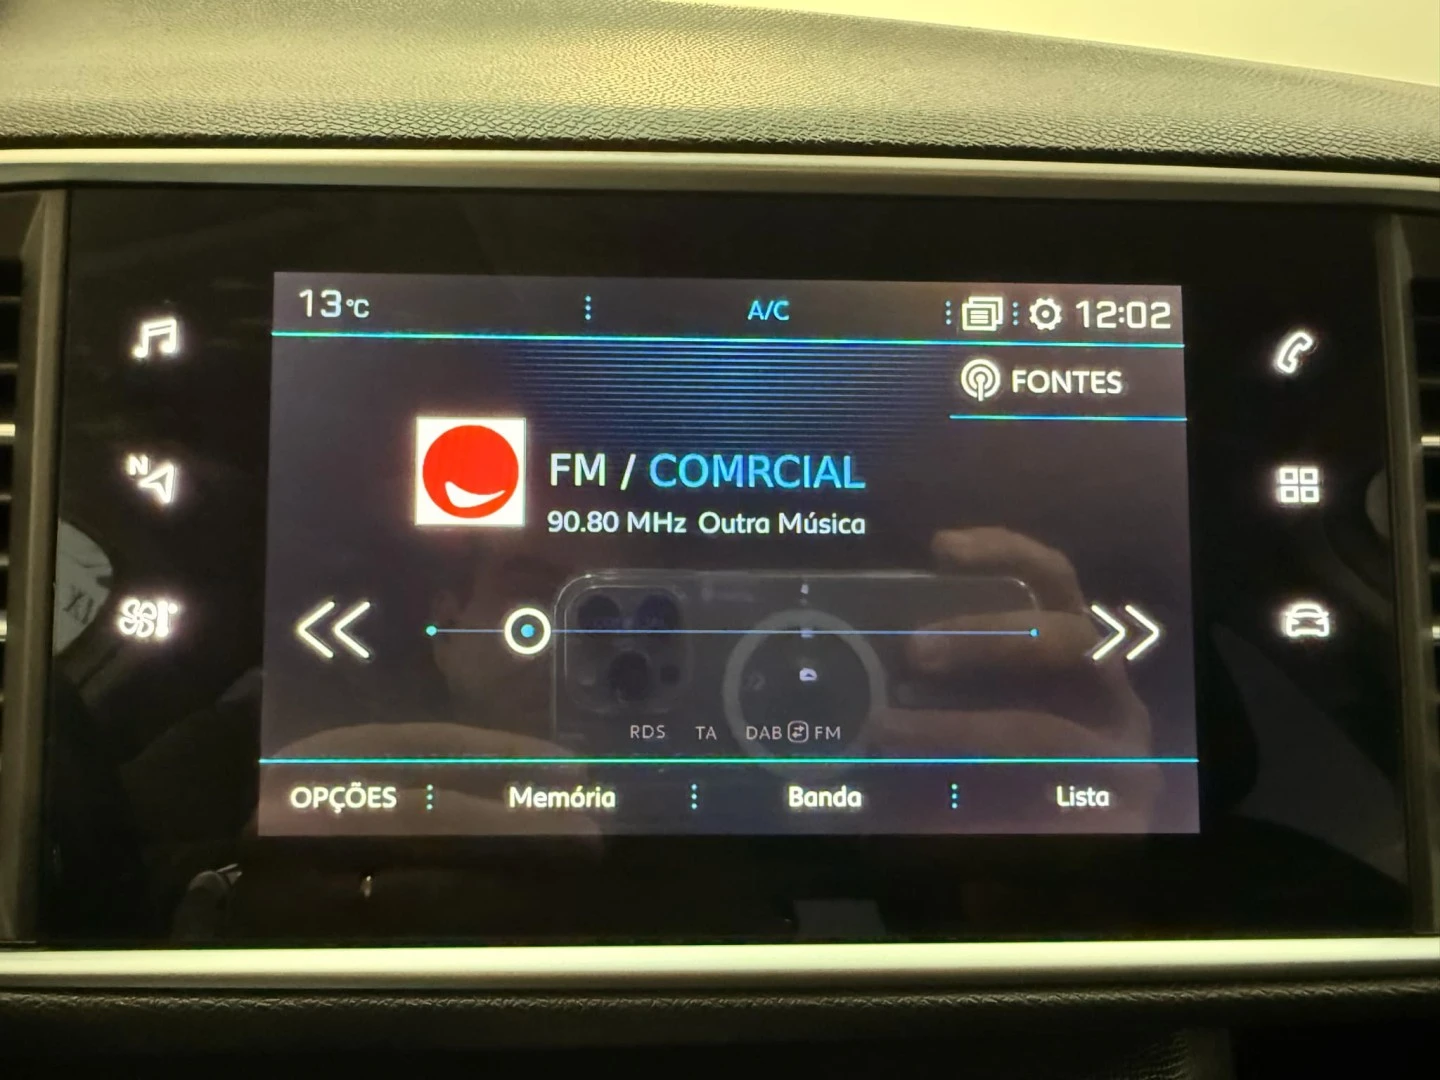 13°C A/C 12:02
FONTES
FM / COMRCIAL
90.80 MHz Outra Música
RDS TA DAB FM
OPÇÕES Memória Banda Lista
N